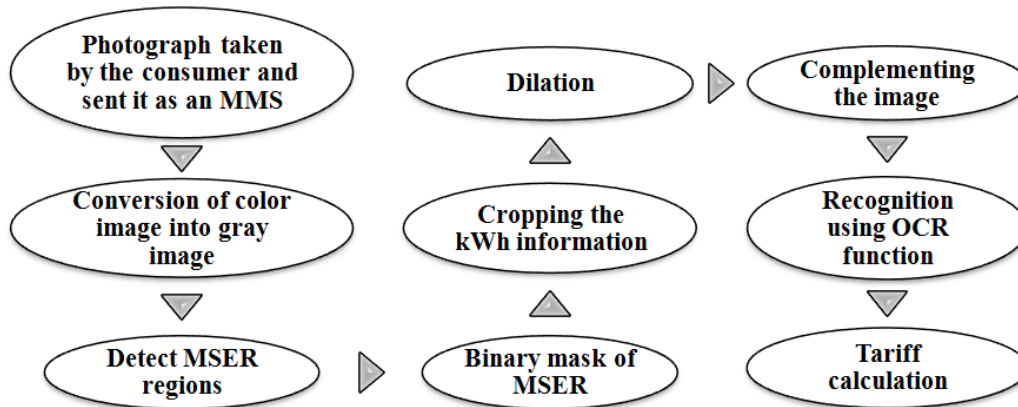 Photograph taken
by the consumer and
sent it as an MMS
Conversion of color
image into gray
image
Detect MSER
regions
Binary mask of
MSER
Cropping the
kWh information
Dilation
Complementing
the image
Recognition
using OCR
function
Tariff
calculation